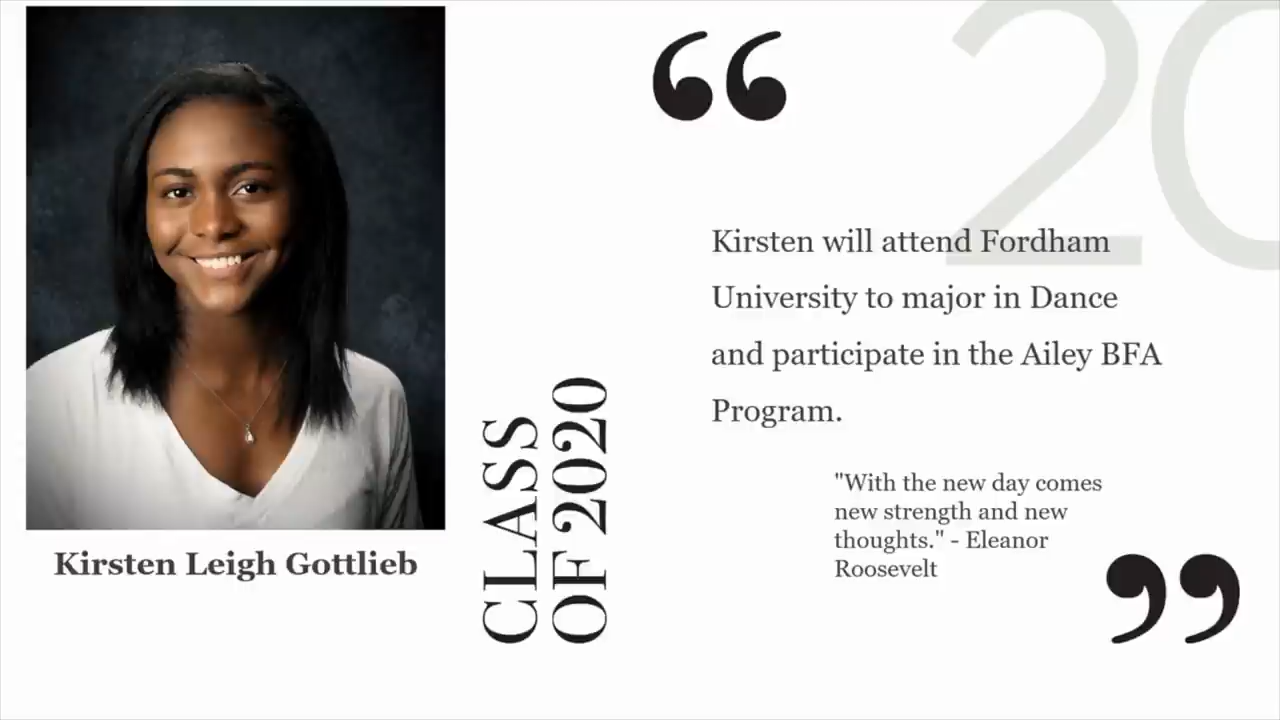 20
Kirsten will attend Fordham
University to major in Dance
and participate in the Ailey BFA
Program.
"With the new day comes
new strength and new
thoughts." - Eleanor
Roosevelt
Kirsten Leigh Gottlieb
CLASS
OF 2020